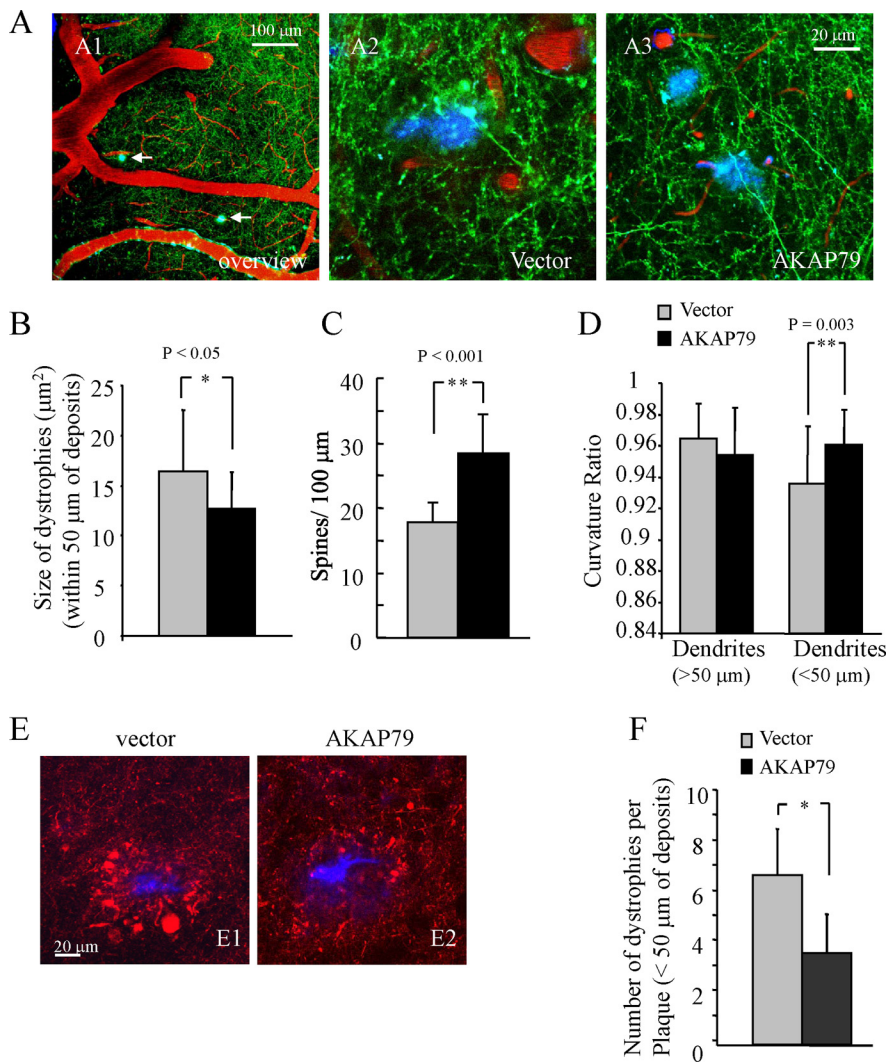 A
A1
100 μm
overview
A2
Vector
A3
20 μm
AKAP79
B
P < 0.05
*
Size of dystrophies (μm²)
(within 50 μm of deposits)
25
20
15
10
5
0
C
P < 0.001
**
Spines/ 100 μm
40
30
20
10
0
D
Vector
AKAP79
P = 0.003
**
Curvature Ratio
1
0.98
0.96
0.94
0.92
0.9
0.88
0.86
0.84
Dendrites
(>50 μm)
Dendrites
(<50 μm)
E
vector
AKAP79
20 μm
E1
E2
F
Vector
AKAP79
*
Number of dystrophies per
Plaque (< 50 μm of deposits)
10
8
6
4
2
0